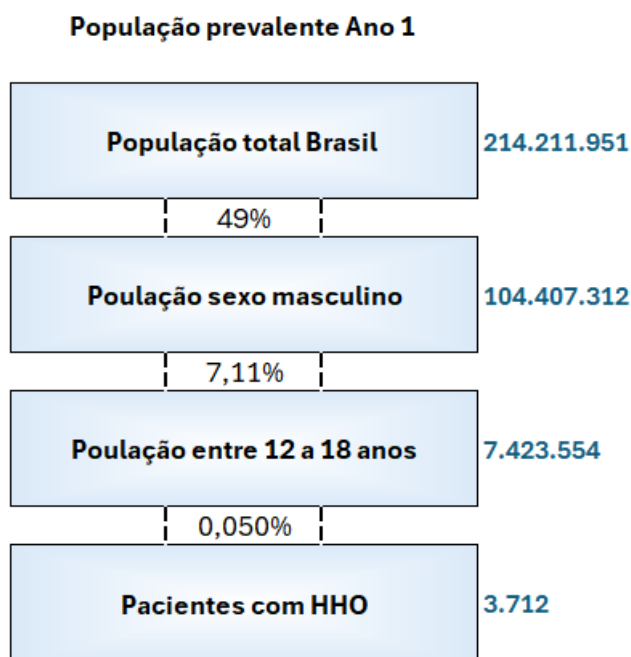 População prevalente Ano 1
População total Brasil 214.211.951
49%
Poulação sexo masculino 104.407.312
7,11%
Poulação entre 12 a 18 anos 7.423.554
0,050%
Pacientes com HHO 3.712